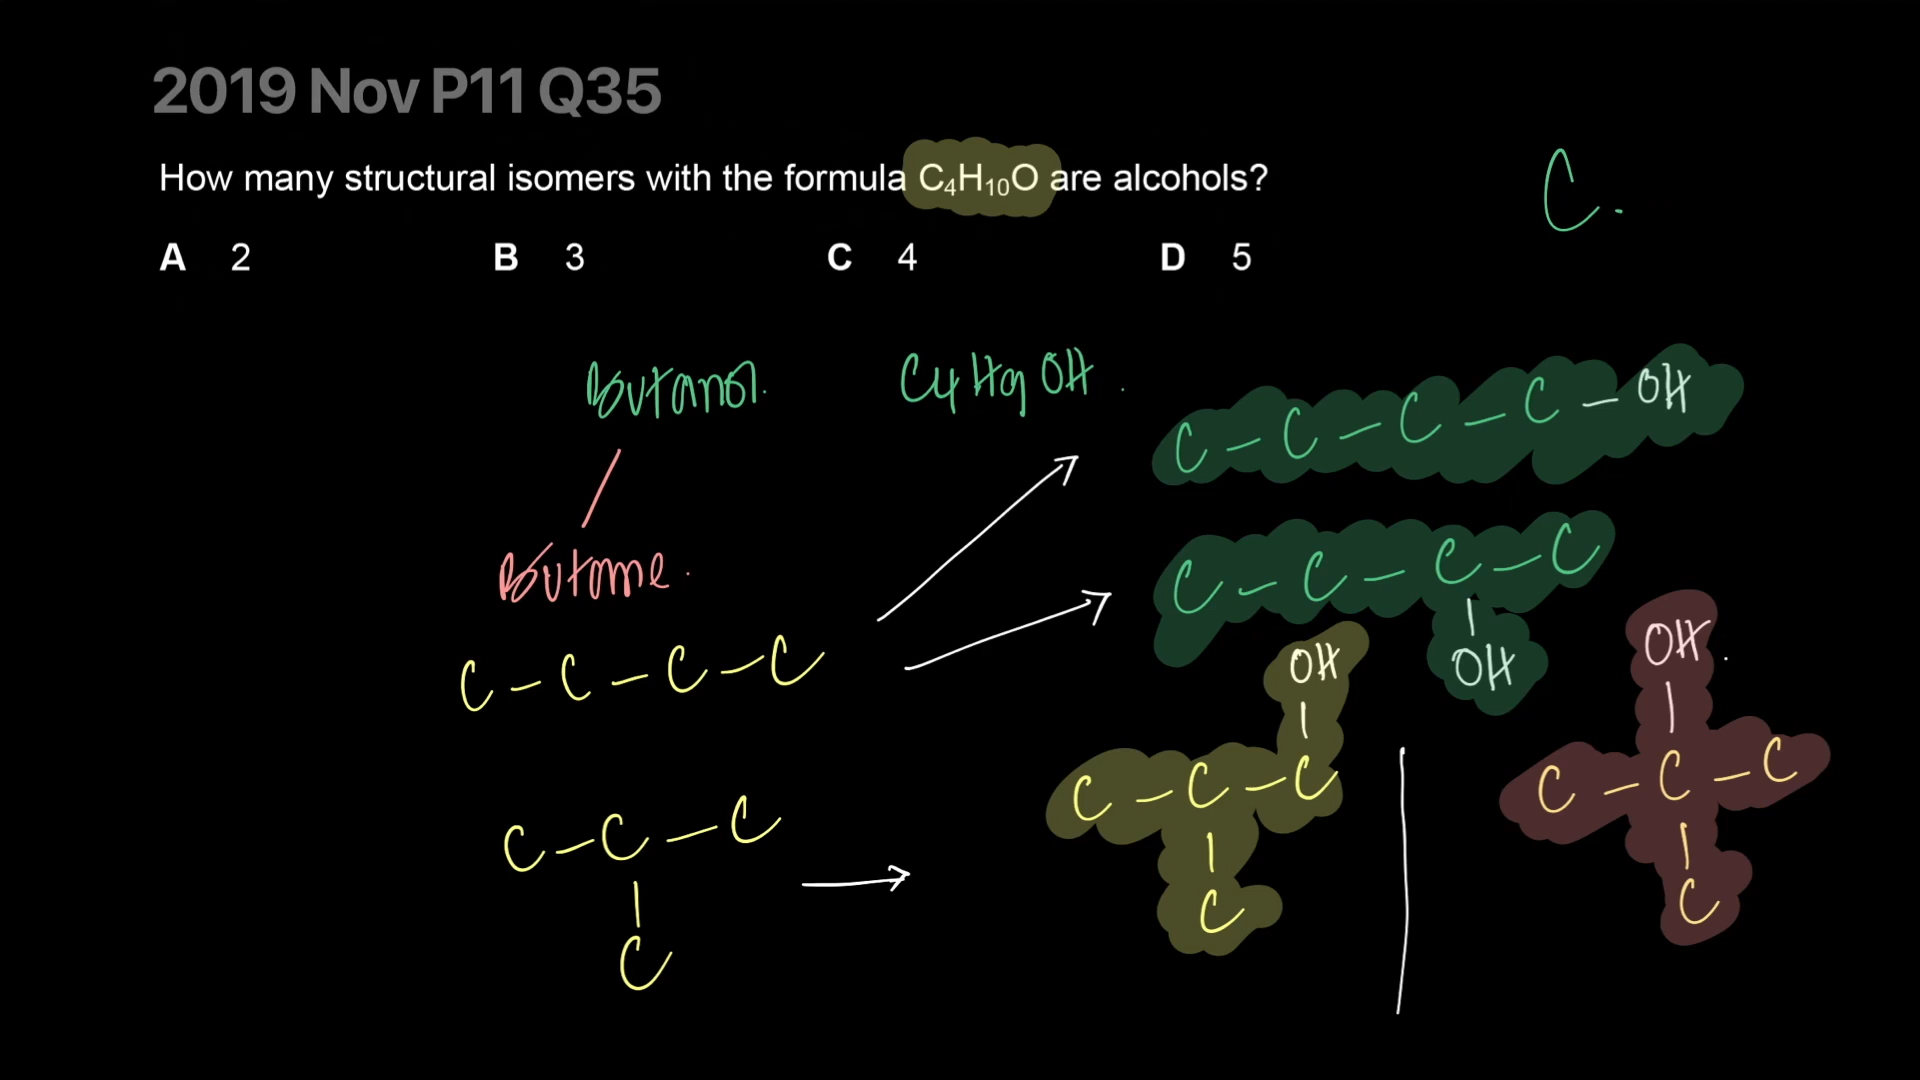 2019 Nov P11 Q35
How many structural isomers with the formula C₄H₁₀O are alcohols?
C.
A 2 B 3 C 4 D 5
Butanol.
C4H9OH.
C – C – C – C – OH
Butane.
C – C – C – C
OH
C – C – C – C
OH
OH.
C – C – C
C
C – C – C
C
C – C – C
C